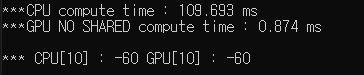 ***CPU compute time : 109.693 ms
***GPU NO SHARED compute time : 0.874 ms
*** CPU[10] : -60 GPU[10] : -60